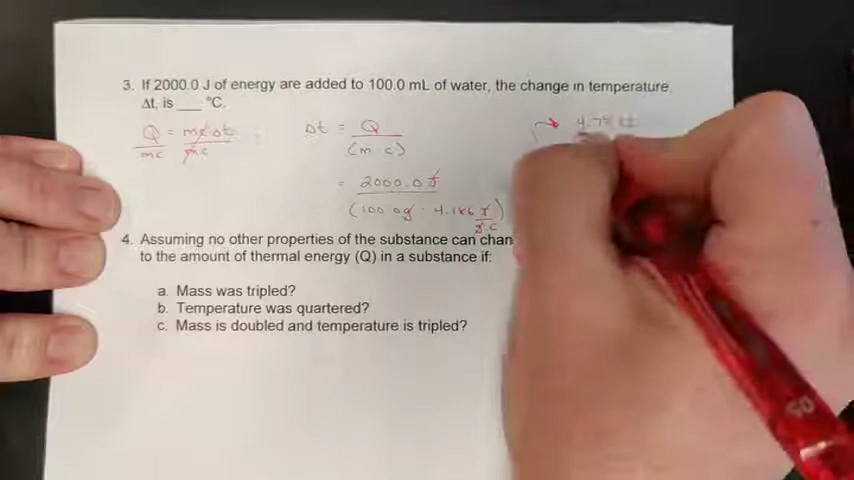 3. If 2000.0 J of energy are added to 100.0 mL of water, the change in temperature,
Δt, is ___ °C.
Q = mcΔt
mc mc
Δt = Q
(m·c)
= 2000.0 J
(100.0g · 4.186 J
g°C)
4. Assuming no other properties of the substance can chan
to the amount of thermal energy (Q) in a substance if:
a. Mass was tripled?
b. Temperature was quartered?
c. Mass is doubled and temperature is tripled?